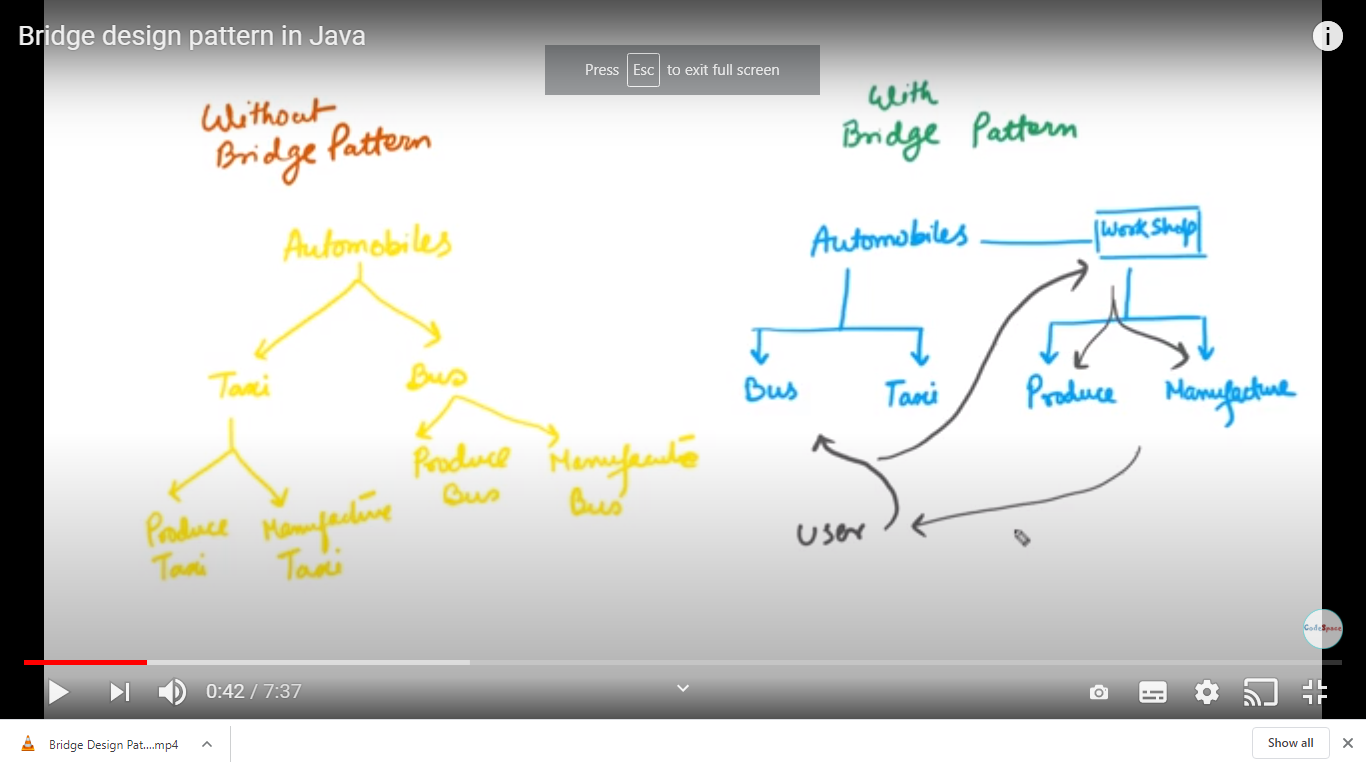 Bridge design pattern in Java
Press Esc to exit full screen
Without
Bridge Pattern
With
Bridge Pattern
Automobiles
Taxi
Bus
Produce
Bus
Manufacture
Bus
Produce
Taxi
Manufacture
Taxi
Automobiles
WorkShop
Bus
Taxi
Produce
Manufacture
User
CodeSpace
0:42 / 7:37
Bridge Design Pat....mp4
Show all